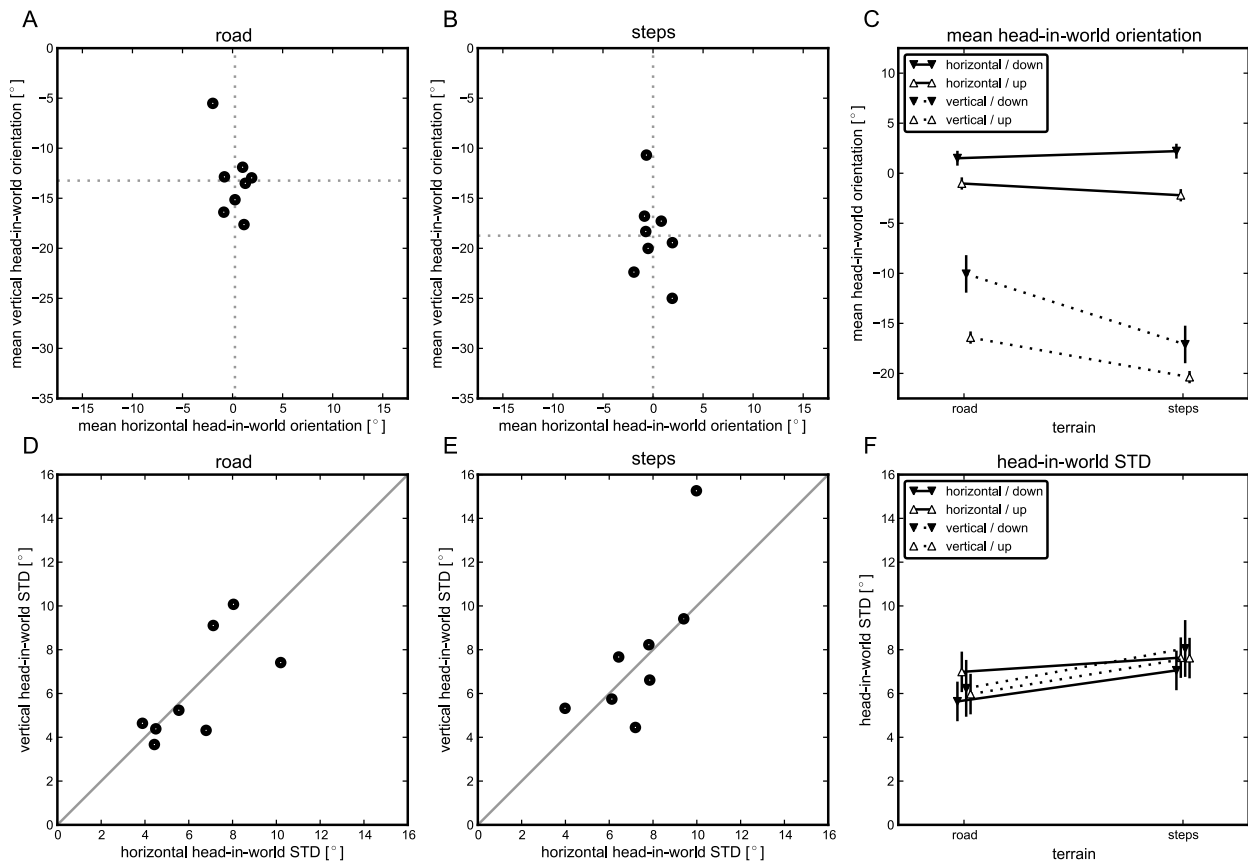 A
road
mean vertical head-in-world orientation [°]
0
−5
−10
−15
−20
−25
−30
−35
−15 −10 −5 0 5 10 15
mean horizontal head-in-world orientation [°]
B
steps
mean vertical head-in-world orientation [°]
0
−5
−10
−15
−20
−25
−30
−35
−15 −10 −5 0 5 10 15
mean horizontal head-in-world orientation [°]
C
mean head-in-world orientation
horizontal / down
horizontal / up
vertical / down
vertical / up
mean head-in-world orientation [°]
10
5
0
−5
−10
−15
−20
road steps
terrain
D
road
vertical head-in-world STD [°]
16
14
12
10
8
6
4
2
0
0 2 4 6 8 10 12 14 16
horizontal head-in-world STD [°]
E
steps
vertical head-in-world STD [°]
16
14
12
10
8
6
4
2
0
0 2 4 6 8 10 12 14 16
horizontal head-in-world STD [°]
F
head-in-world STD
horizontal / down
horizontal / up
vertical / down
vertical / up
head-in-world STD [°]
16
14
12
10
8
6
4
2
0
road steps
terrain